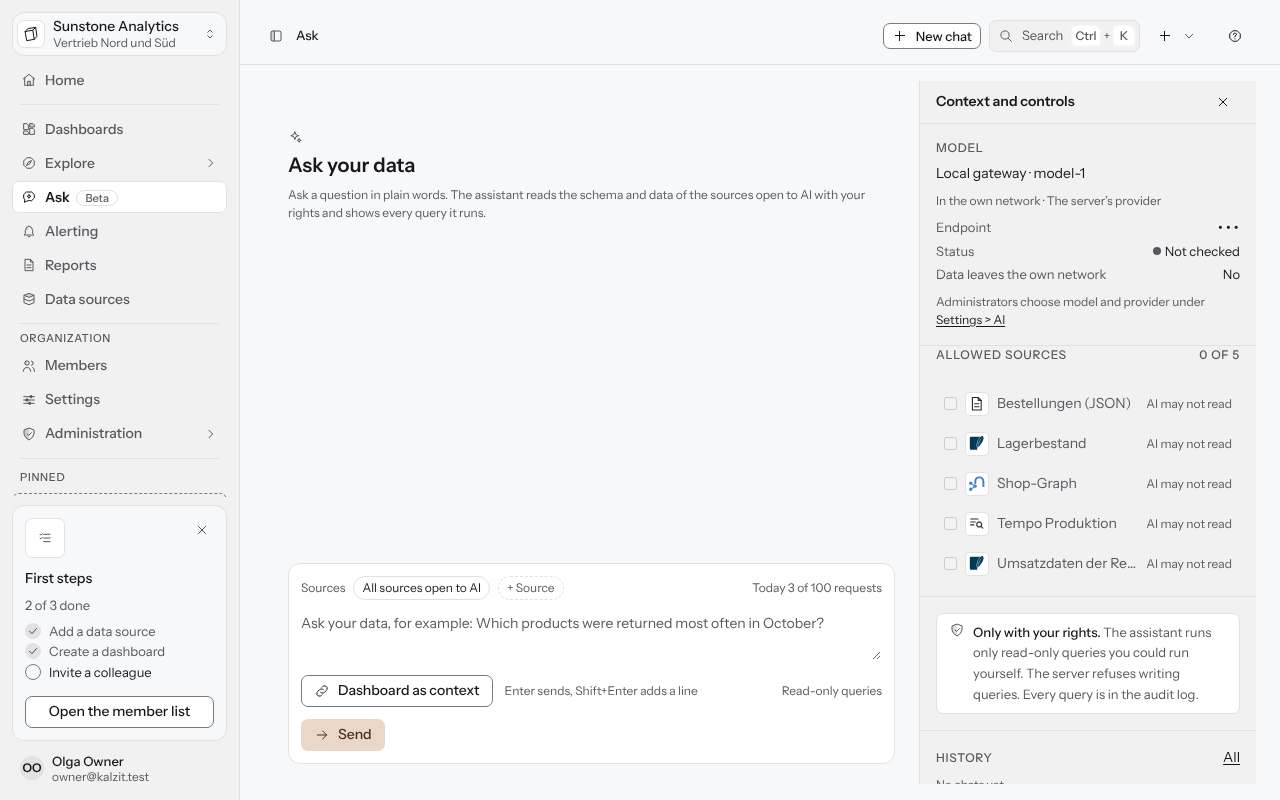 Sunstone Analytics
Vertrieb Nord und Süd
Home
Dashboards
Explore
Ask Beta
Alerting
Reports
Data sources
ORGANIZATION
Members
Settings
Administration
PINNED
First steps
2 of 3 done
Add a data source
Create a dashboard
Invite a colleague
Open the member list
OO
Olga Owner
owner@kalzit.test
Ask
New chat
Search Ctrl + K
Ask your data
Ask a question in plain words. The assistant reads the schema and data of the sources open to AI with your
rights and shows every query it runs.
Sources All sources open to AI + Source Today 3 of 100 requests
Ask your data, for example: Which products were returned most often in October?
Dashboard as context Enter sends, Shift+Enter adds a line Read-only queries
Send
Context and controls
MODEL
Local gateway · model-1
In the own network · The server's provider
Endpoint •••
Status Not checked
Data leaves the own network No
Administrators choose model and provider under
Settings > AI
ALLOWED SOURCES 0 OF 5
Bestellungen (JSON) AI may not read
Lagerbestand AI may not read
Shop-Graph AI may not read
Tempo Produktion AI may not read
Umsatzdaten der Re... AI may not read
Only with your rights. The assistant runs
only read-only queries you could run
yourself. The server refuses writing
queries. Every query is in the audit log.
HISTORY All
No chats yet